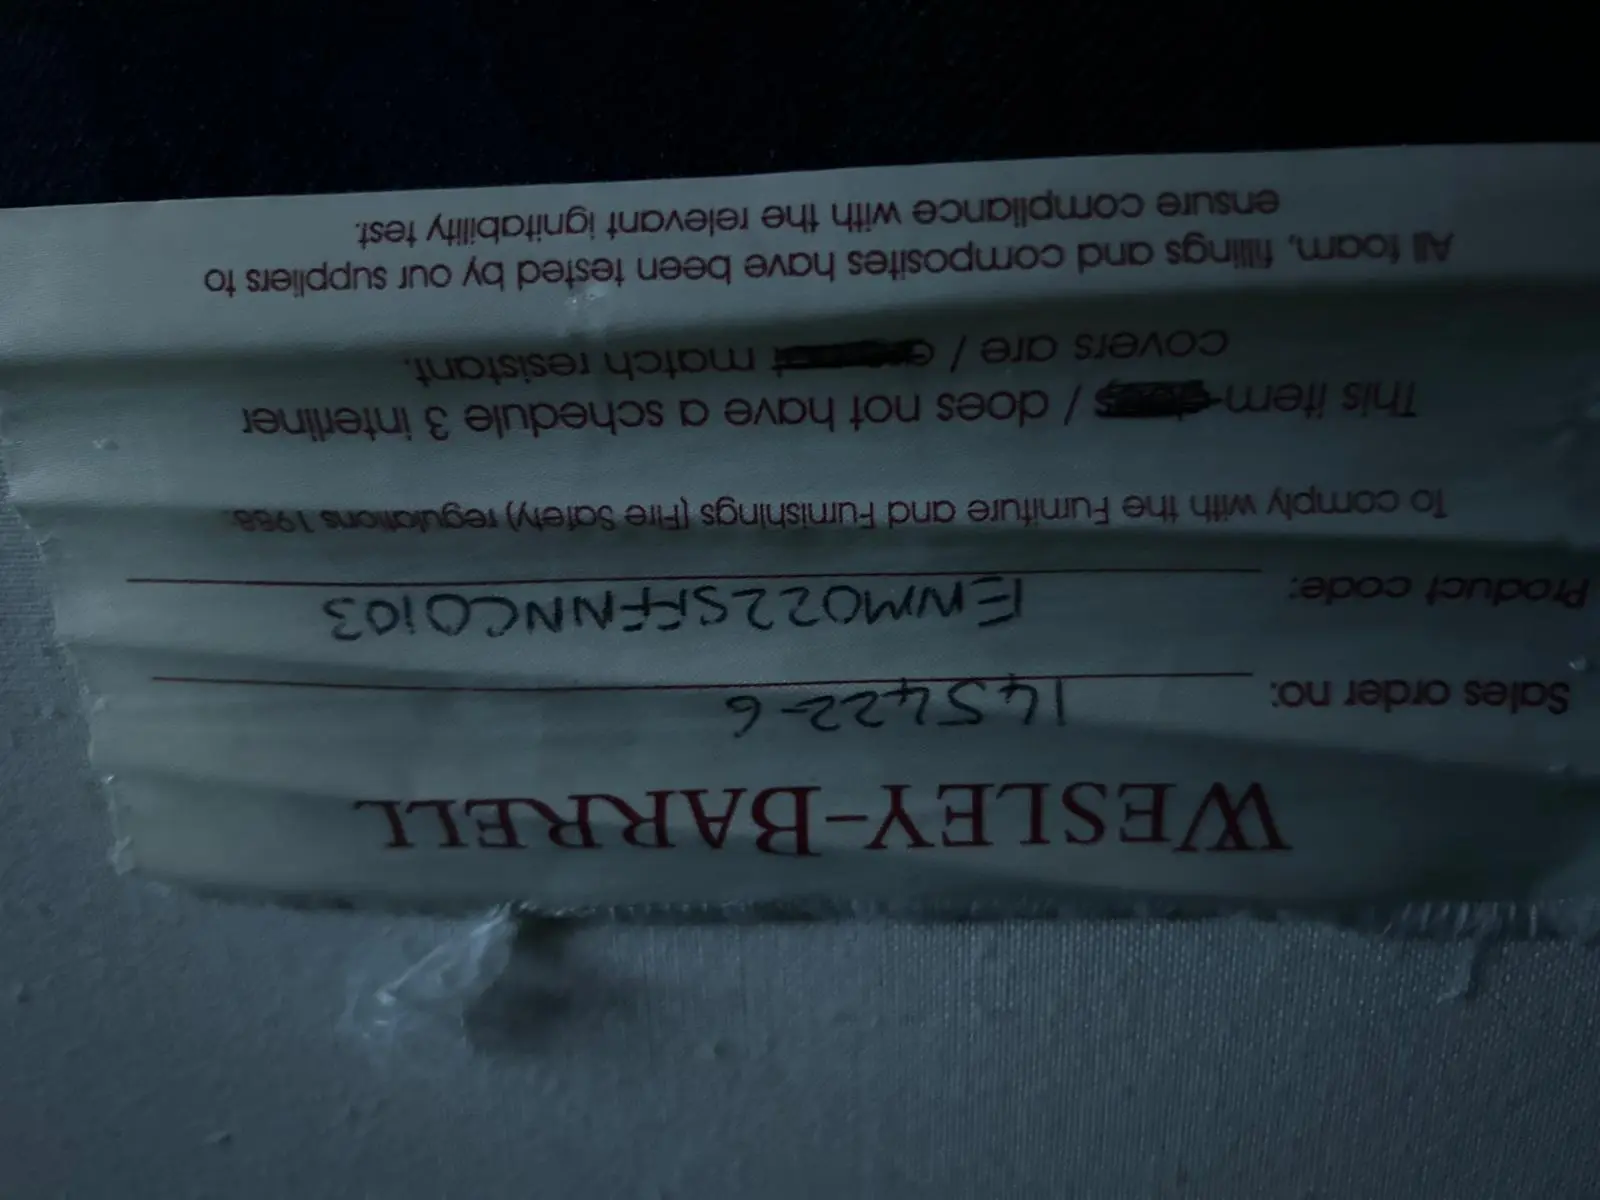 WESLEY-BARRELL
Sales order no: 145422-6
Product code: ENM022SFFNNCO103
To comply with the Furniture and Furnishings (Fire Safety) regulations 1988.
This item / does not have a schedule 3 interliner
covers are / match resistant.
All foam, fillings and composites have been tested by our suppliers to
ensure compliance with the relevant ignitability test.